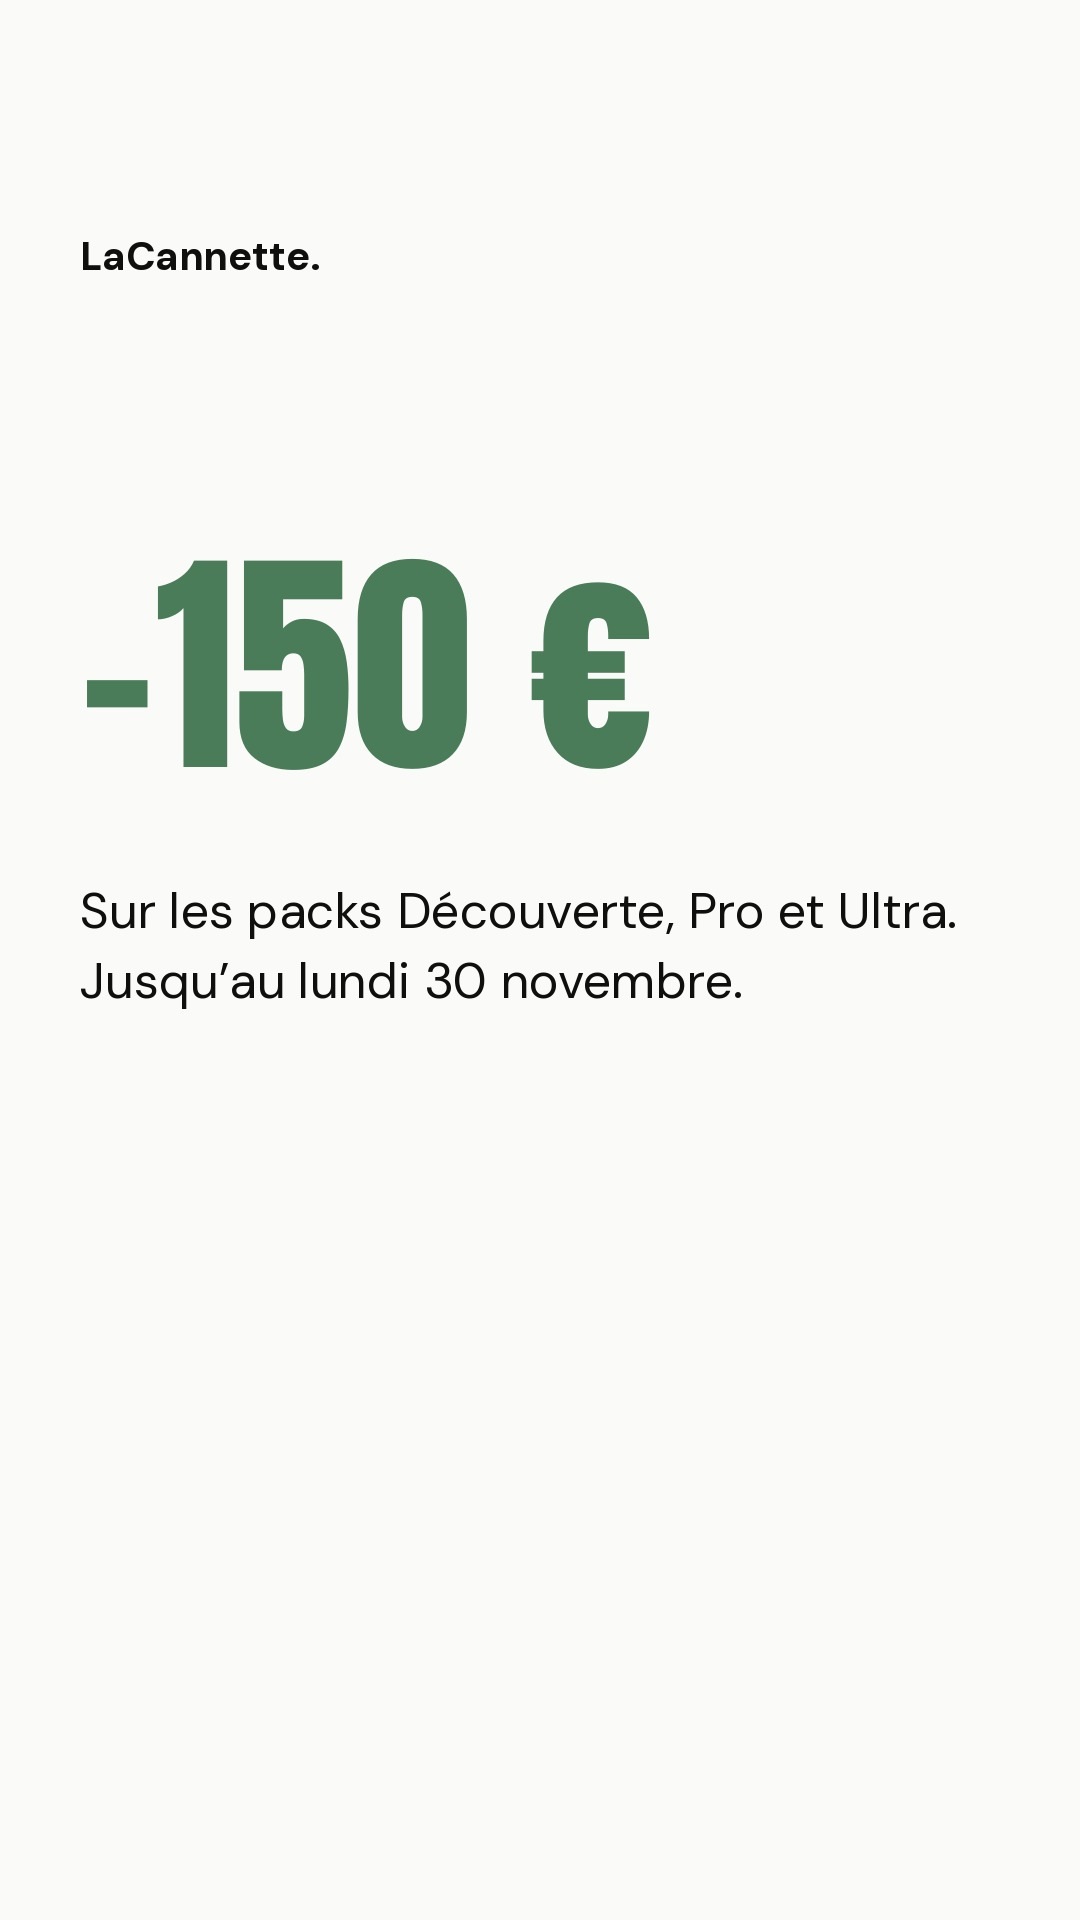 LaCannette.
-150 €
Sur les packs Découverte, Pro et Ultra.
Jusqu’au lundi 30 novembre.